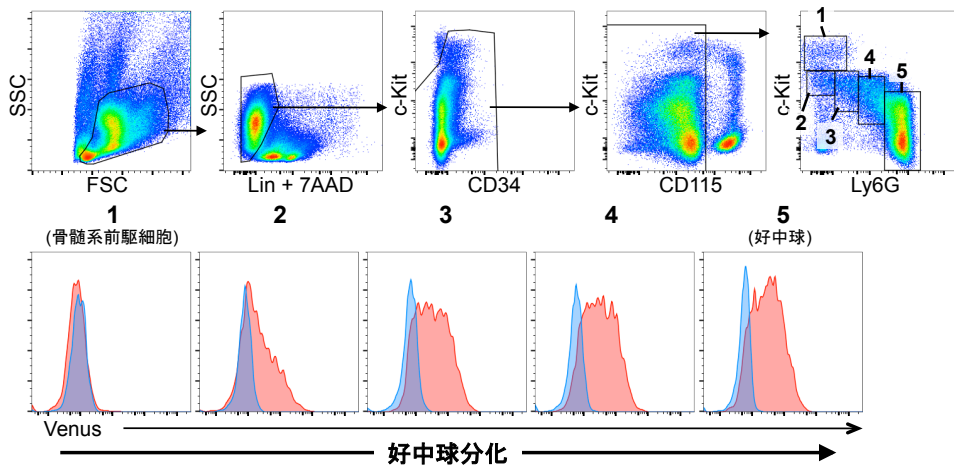 SSC
FSC
SSC
Lin + 7AAD
c-Kit
CD34
c-Kit
CD115
c-Kit
Ly6G
1
2
3
4
5
1
(骨髄系前駆細胞)
2
3
4
5
(好中球)
Venus
好中球分化